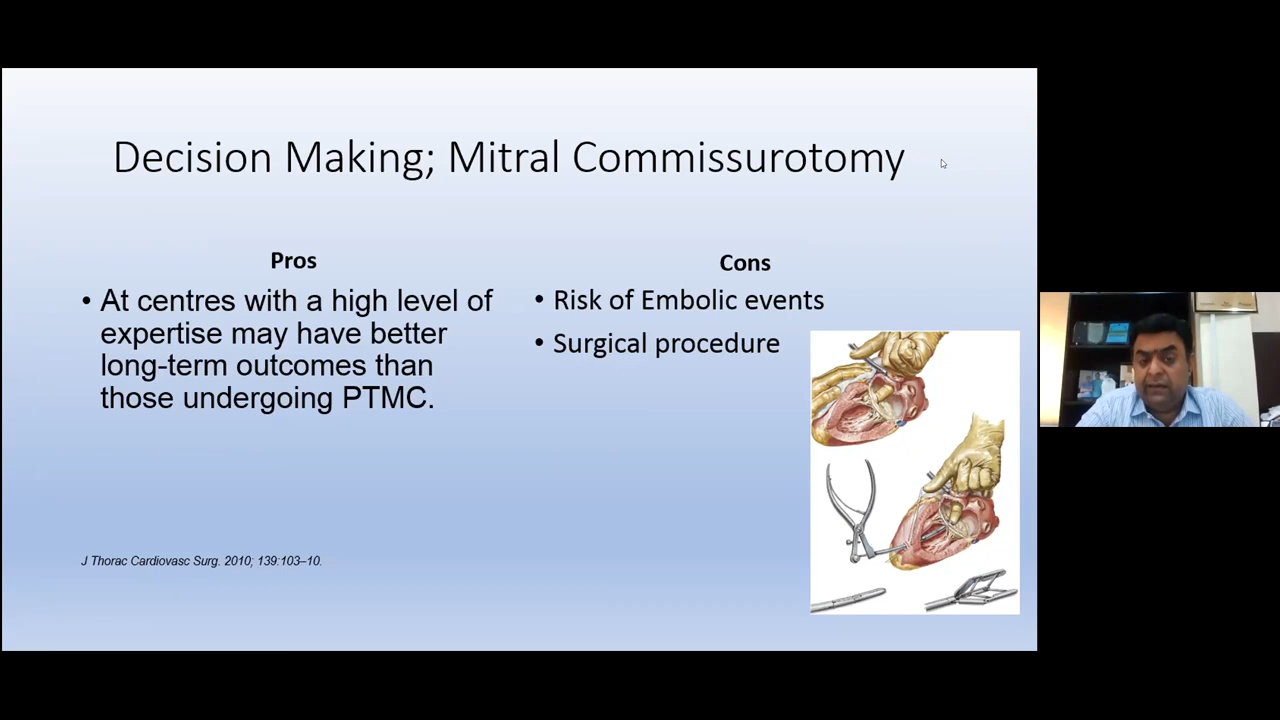 Decision Making; Mitral Commissurotomy
Pros
• At centres with a high level of
expertise may have better
long-term outcomes than
those undergoing PTMC.
Cons
• Risk of Embolic events
• Surgical procedure
J Thorac Cardiovasc Surg. 2010; 139:103–10.